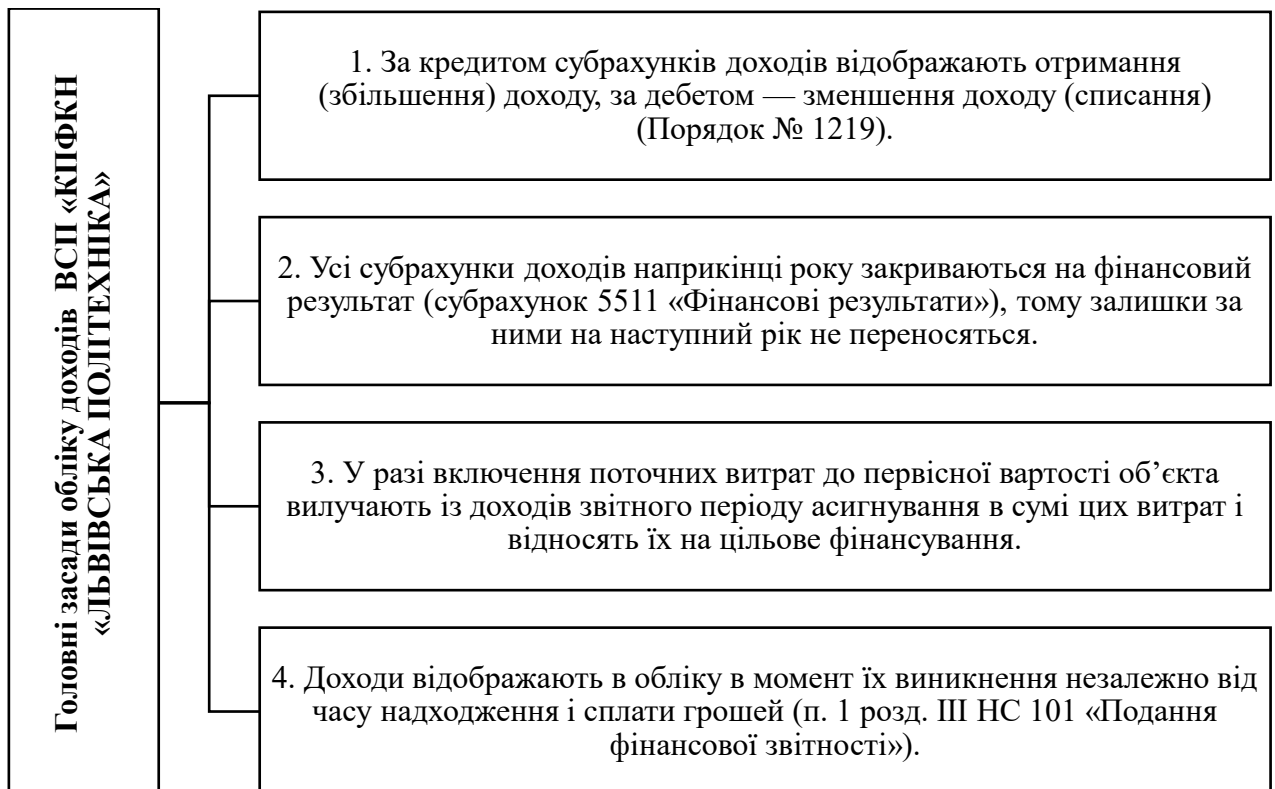 Головні засади обліку доходів ВСП «КПФКН
«ЛЬВІВСЬКА ПОЛІТЕХНІКА»
1. За кредитом субрахунків доходів відображають отримання
(збільшення) доходу, за дебетом — зменшення доходу (списання)
(Порядок № 1219).
2. Усі субрахунки доходів наприкінці року закриваються на фінансовий
результат (субрахунок 5511 «Фінансові результати»), тому залишки за
ними на наступний рік не переносяться.
3. У разі включення поточних витрат до первісної вартості об’єкта
вилучають із доходів звітного періоду асигнування в сумі цих витрат і
відносять їх на цільове фінансування.
4. Доходи відображають в обліку в момент їх виникнення незалежно від
часу надходження і сплати грошей (п. 1 розд. III НС 101 «Подання
фінансової звітності»).